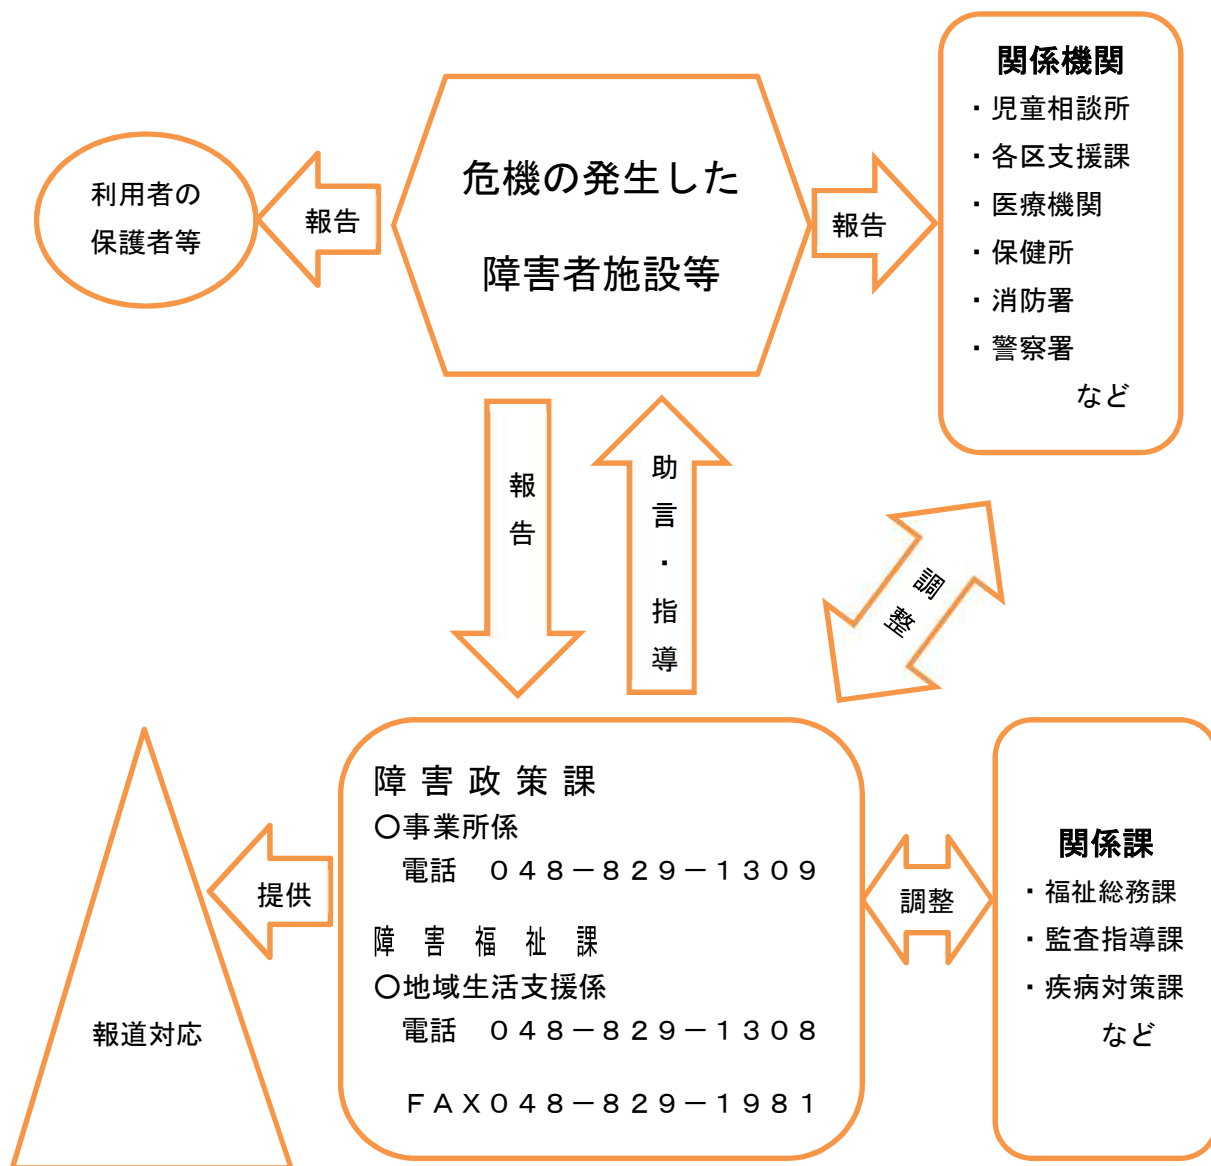 関係機関
・児童相談所
・各区支援課
・医療機関
・保健所
・消防署
・警察署
など
危機の発生した
障害者施設等
利用者の
保護者等
報告
報告
報告
助言・指導
調整
障害政策課
〇事業所係
電話　０４８－８２９－１３０９
障害福祉課
〇地域生活支援係
電話　０４８－８２９－１３０８
ＦＡＸ０４８－８２９－１９８１
提供
報道対応
調整
関係課
・福祉総務課
・監査指導課
・疾病対策課
など